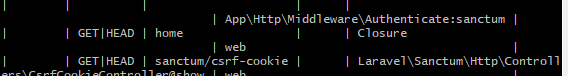 | | | | | App\Http\Middleware\Authenticate:sanctum |
| | GET|HEAD | home | | Closure
| | | | web |
| | GET|HEAD | sanctum/csrf-cookie | | Laravel\Sanctum\Http\Controll
ers\CsrfCookieController@show | web